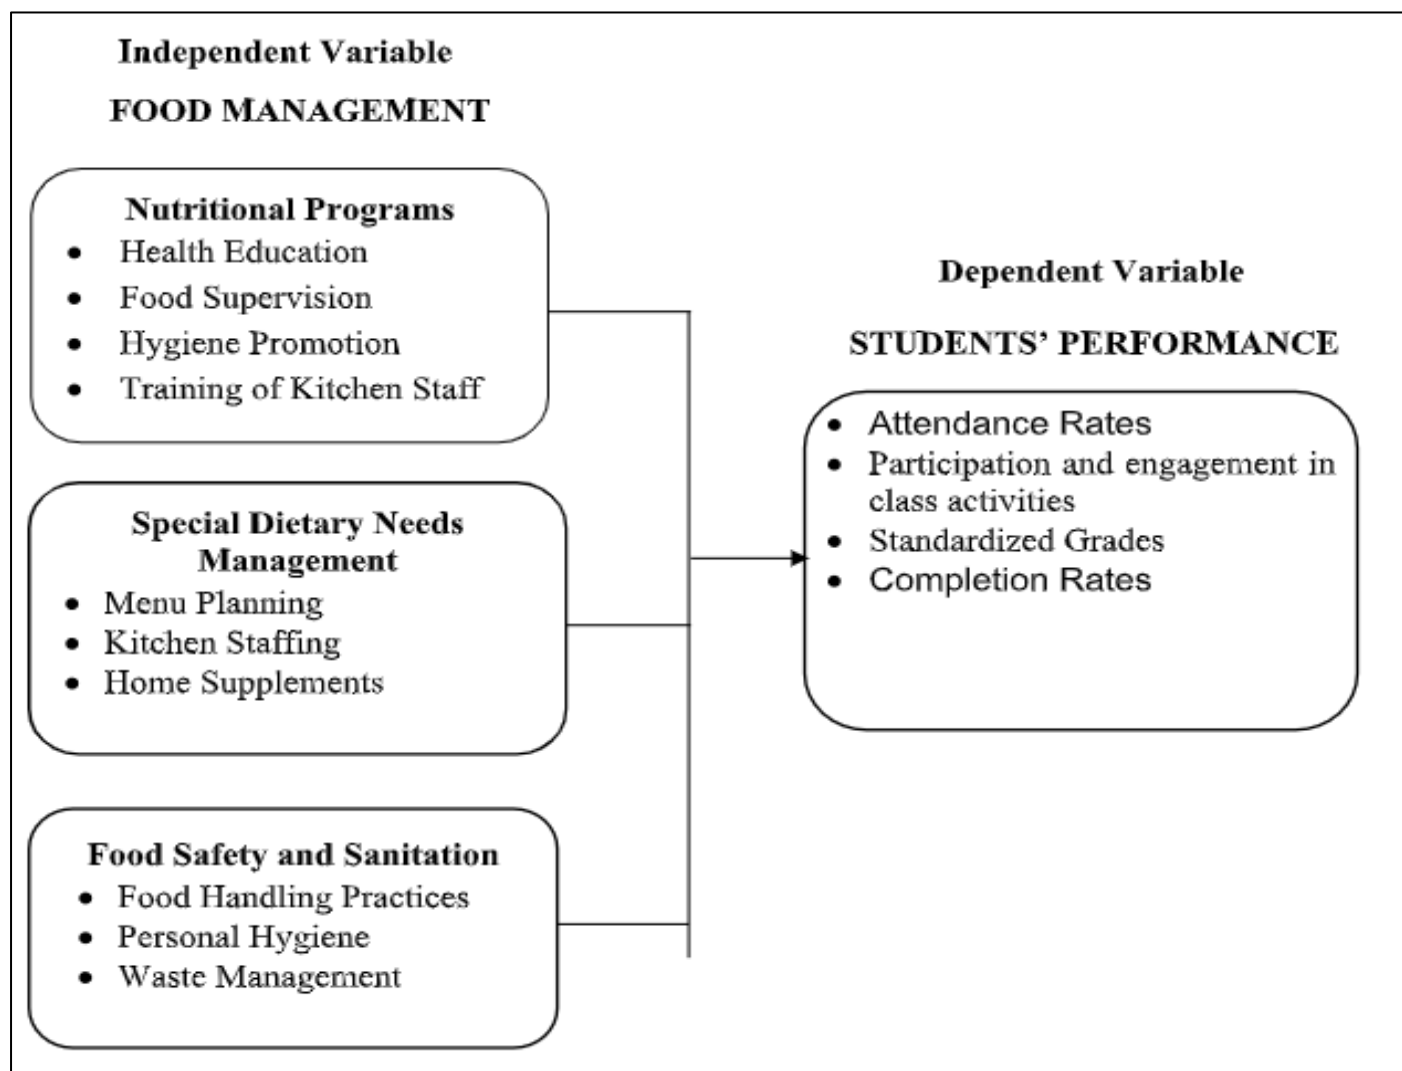 Independent Variable
FOOD MANAGEMENT
Nutritional Programs
• Health Education
• Food Supervision
• Hygiene Promotion
• Training of Kitchen Staff
Special Dietary Needs
Management
• Menu Planning
• Kitchen Staffing
• Home Supplements
Food Safety and Sanitation
• Food Handling Practices
• Personal Hygiene
• Waste Management
Dependent Variable
STUDENTS’ PERFORMANCE
• Attendance Rates
• Participation and engagement in
class activities
• Standardized Grades
• Completion Rates